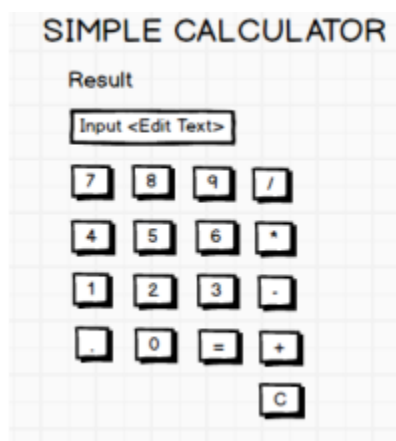 SIMPLE CALCULATOR
Result
Input <Edit Text>
7 8 9 /
4 5 6 *
1 2 3 -
. 0 = +
C